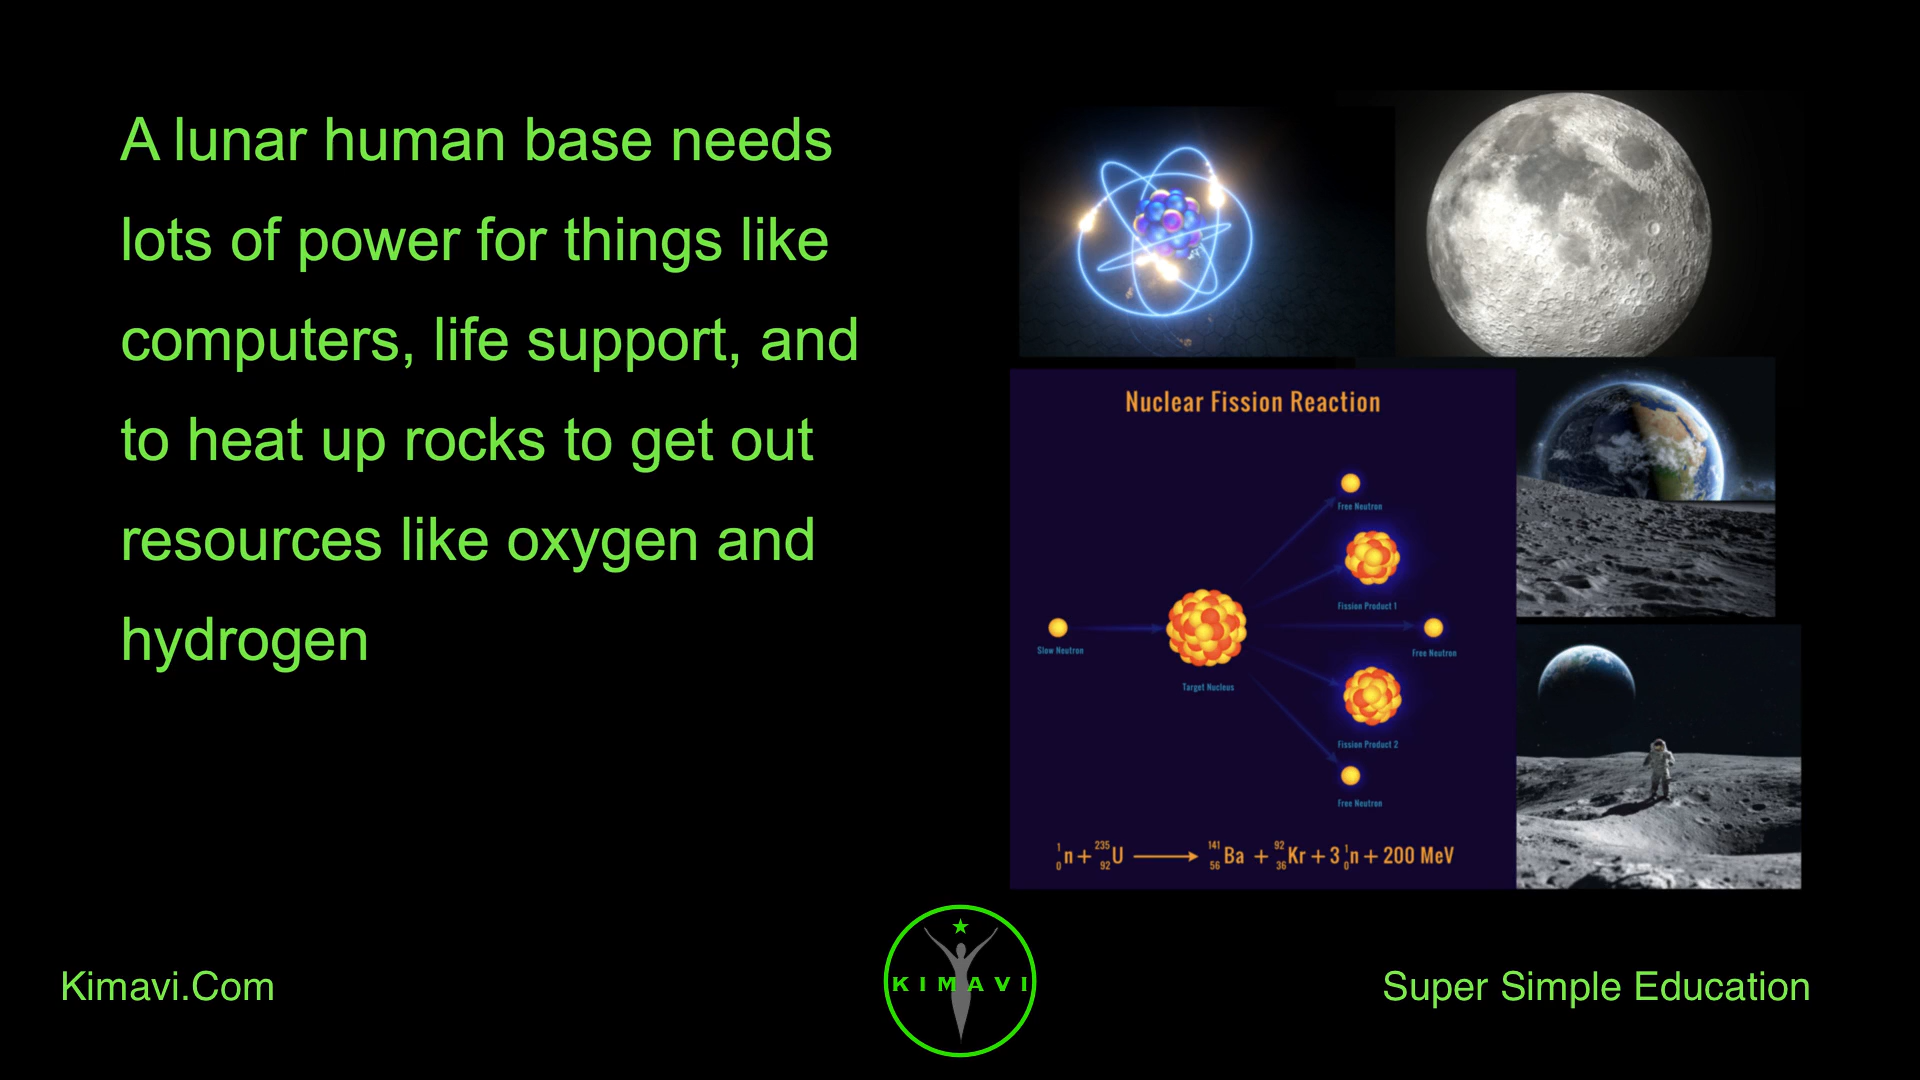 A lunar human base needs
lots of power for things like
computers, life support, and
to heat up rocks to get out
resources like oxygen and
hydrogen
Nuclear Fission Reaction
Free Neutron
Fission Product 1
Slow Neutron
Target Nucleus
Free Neutron
Fission Product 2
Free Neutron
¹₀n + ²³⁵₉₂U ⟶ ¹⁴¹₅₆Ba + ⁹²₃₆Kr + 3 ¹₀n + 200 MeV
Kimavi.Com
KIMAVI
Super Simple Education